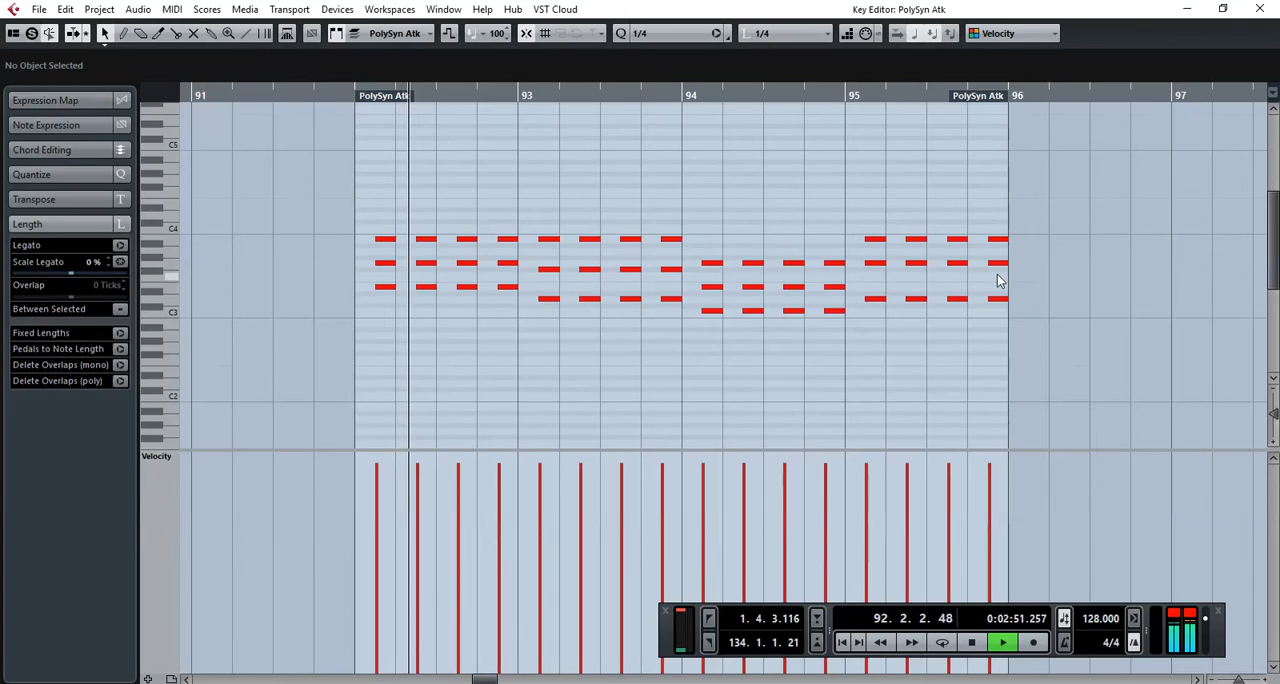 File Edit Project Audio MIDI Scores Media Transport Devices Workspaces Window Help Hub VST Cloud
Key Editor: PolySyn Atk
PolySyn Atk
100
Q 1/4
L 1/4
Velocity
No Object Selected
91 93 94 95 96 97
PolySyn Atk
PolySyn Atk
Expression Map
Note Expression
Chord Editing
Quantize Q
Transpose T
Length L
Legato
Scale Legato 0 %
Overlap 0 Ticks
Between Selected
Fixed Lengths
Pedals to Note Length
Delete Overlaps (mono)
Delete Overlaps (poly)
C5
C4
C3
C2
Velocity
1. 4. 3.116
92. 2. 2. 48
0:02:51.257
128.000
134. 1. 1. 21
4/4